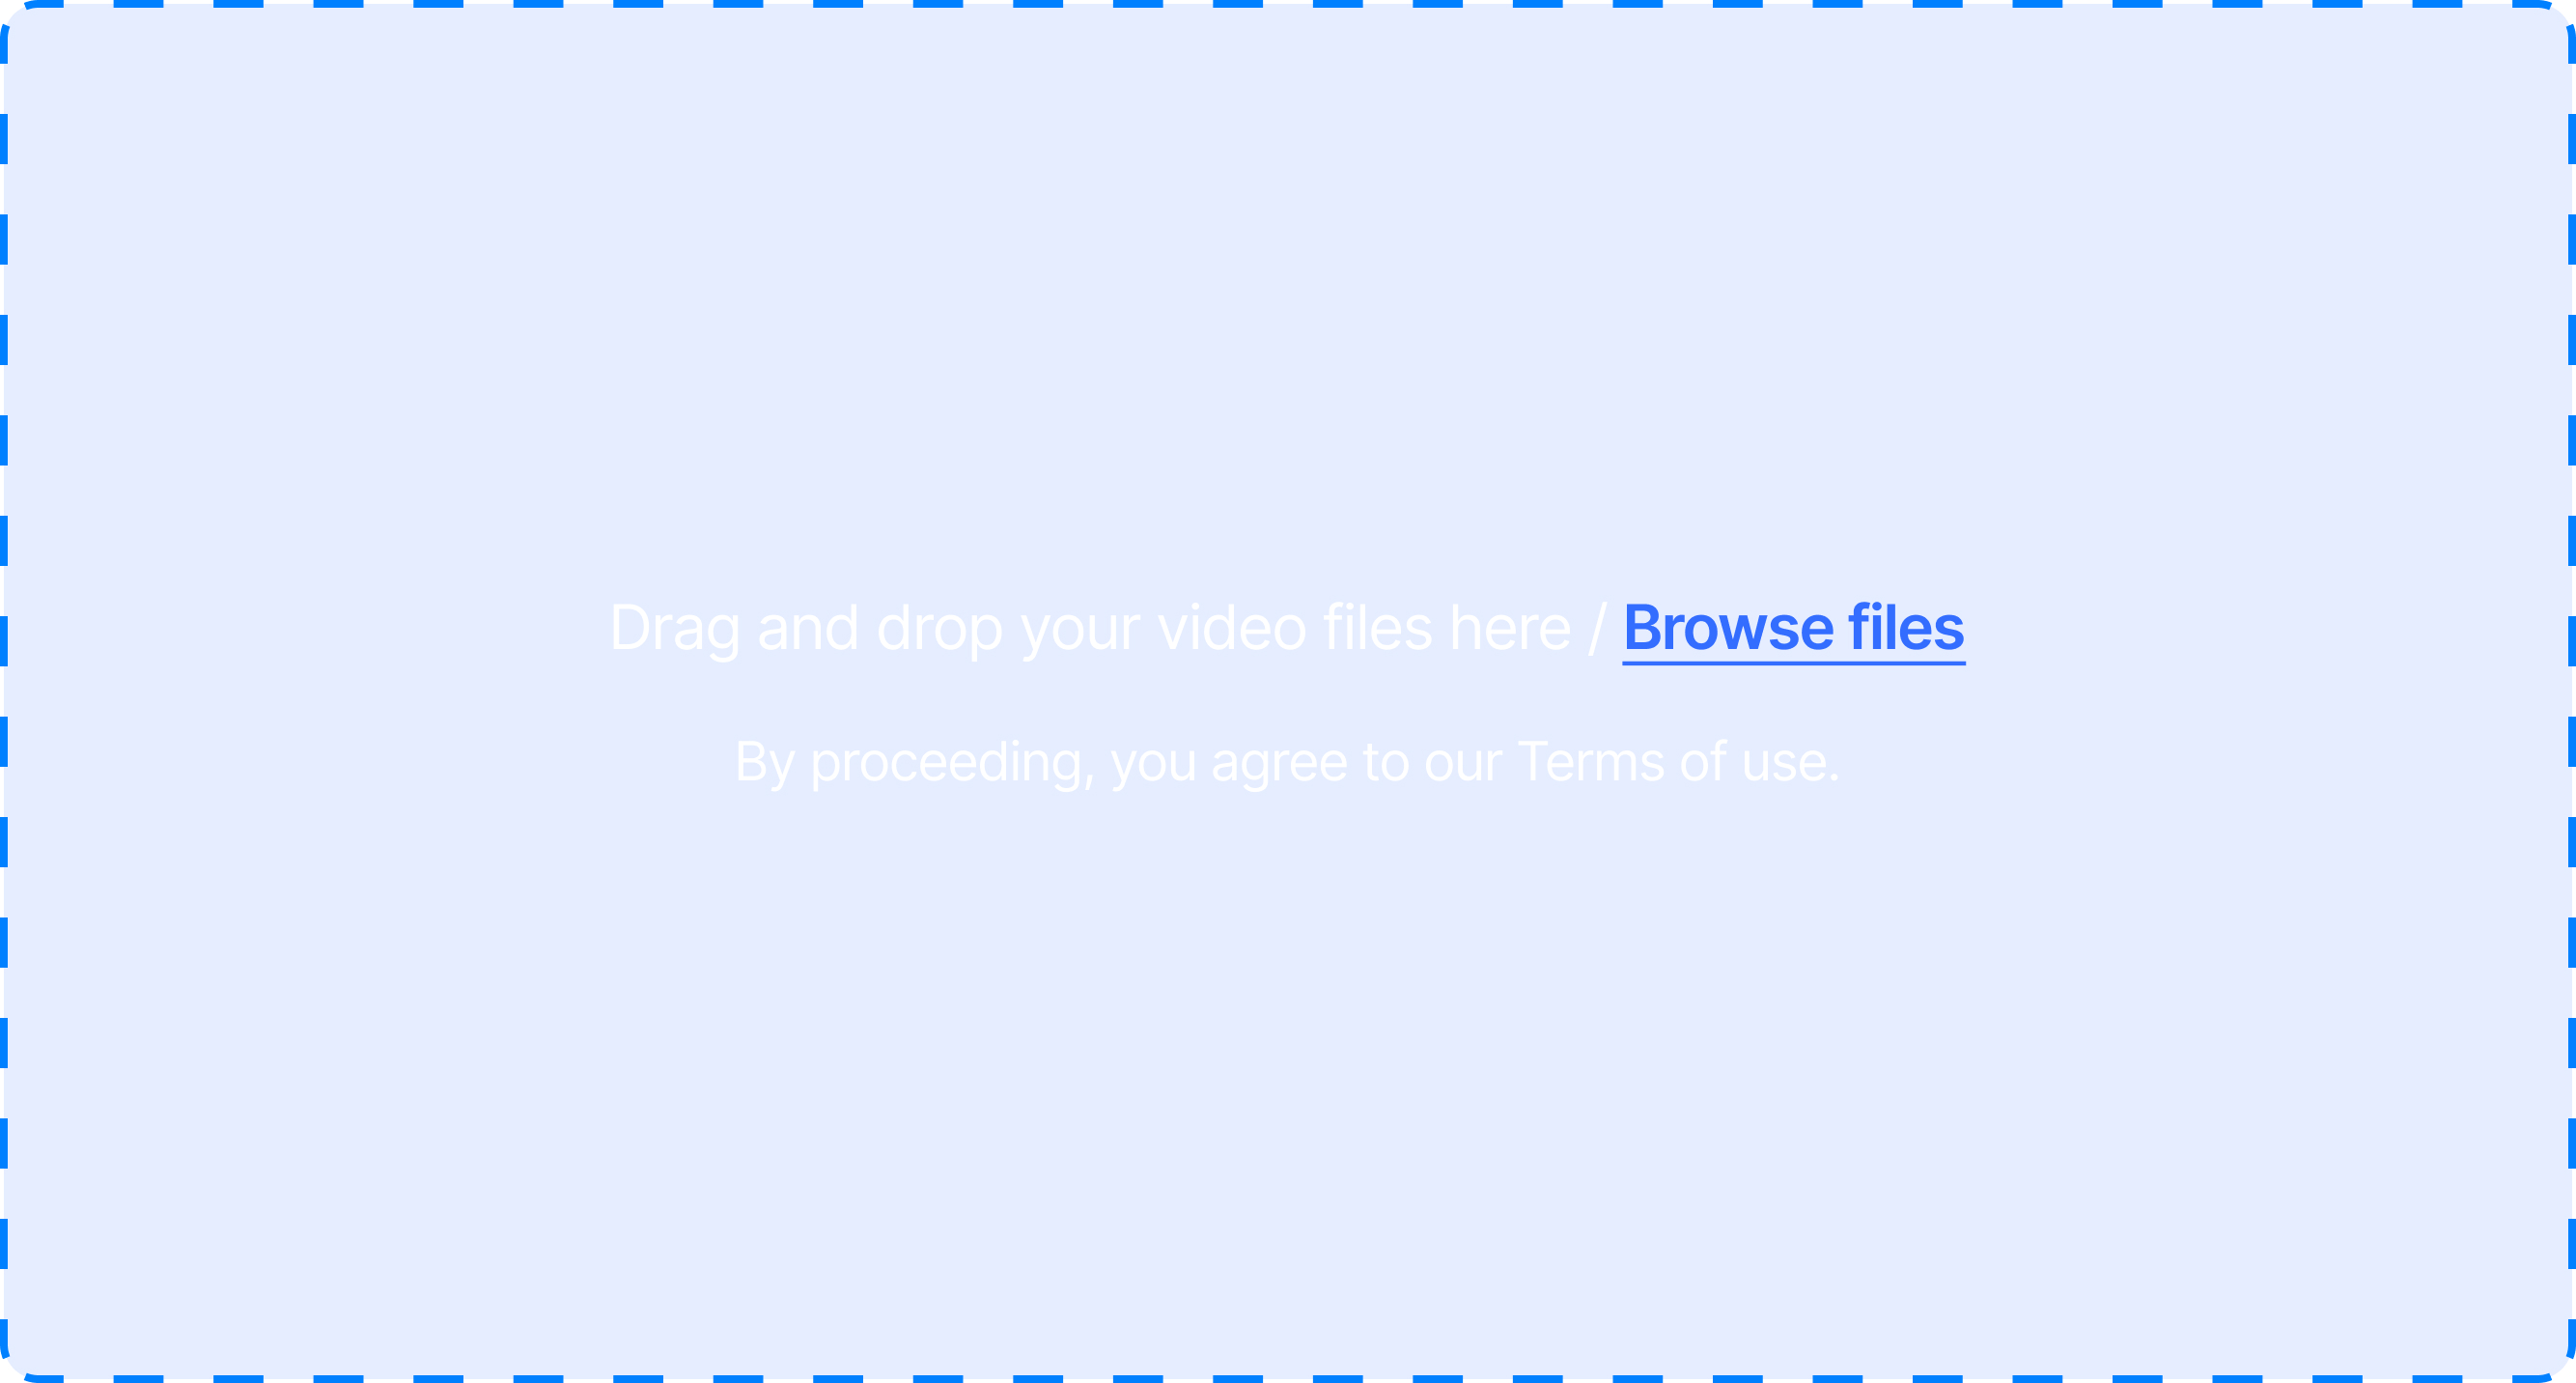 Drag and drop your video files here / Browse files
By proceeding, you agree to our Terms of use.